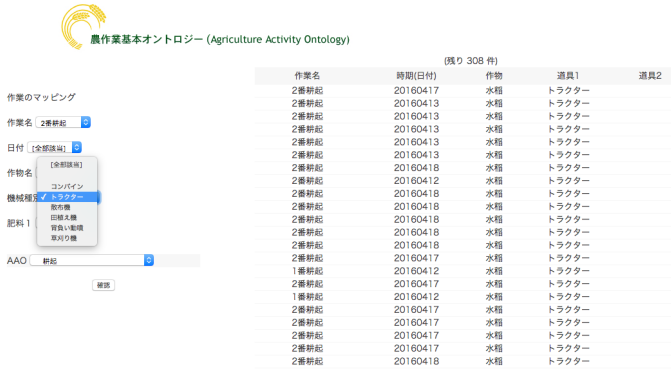 農作業基本オントロジー (Agriculture Activity Ontology)
(残り 308 件)
作業名 時期(日付) 作物 道具1 道具2
作業のマッピング
作業名 2番耕起
日付 [全部該当]
作物名
機械種別
肥料1
[全部該当]
コンバイン
✓ トラクター
散布機
田植え機
背負い動噴
草刈り機
AAO 耕起
確認
2番耕起 20160417 水稲 トラクター
2番耕起 20160413 水稲 トラクター
2番耕起 20160413 水稲 トラクター
2番耕起 20160413 水稲 トラクター
2番耕起 20160413 水稲 トラクター
2番耕起 20160413 水稲 トラクター
2番耕起 20160418 水稲 トラクター
2番耕起 20160412 水稲 トラクター
2番耕起 20160418 水稲 トラクター
2番耕起 20160418 水稲 トラクター
2番耕起 20160418 水稲 トラクター
2番耕起 20160418 水稲 トラクター
2番耕起 20160418 水稲 トラクター
2番耕起 20160417 水稲 トラクター
1番耕起 20160412 水稲 トラクター
2番耕起 20160417 水稲 トラクター
1番耕起 20160412 水稲 トラクター
2番耕起 20160417 水稲 トラクター
2番耕起 20160417 水稲 トラクター
2番耕起 20160417 水稲 トラクター
2番耕起 20160417 水稲 トラクター
2番耕起 20160418 水稲 トラクター